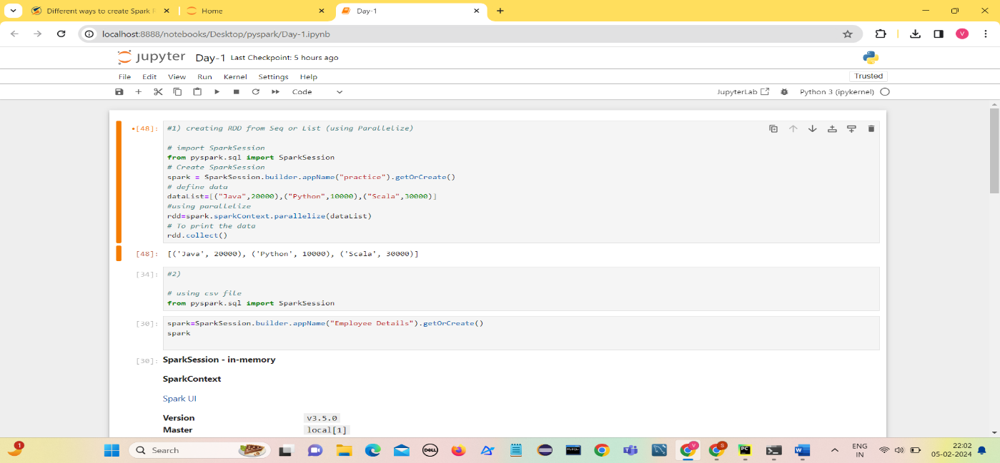 Different ways to create Spark R
Home
Day-1
localhost:8888/notebooks/Desktop/pyspark/Day-1.ipynb
V
jupyter Day-1 Last Checkpoint: 5 hours ago
File Edit View Run Kernel Settings Help
Trusted
Code
JupyterLab
Python 3 (ipykernel)
•[48]:
#1) creating RDD from Seq or List (using Parallelize)
# import SparkSession
from pyspark.sql import SparkSession
# Create SparkSession
spark = SparkSession.builder.appName("practice").getOrCreate()
# define data
dataList=[("Java",20000),("Python",10000),("Scala",30000)]
#using parallelize
rdd=spark.sparkContext.parallelize(dataList)
# To print the data
rdd.collect()
[48]: [('Java', 20000), ('Python', 10000), ('Scala', 30000)]
[34]: #2)
# using csv file
from pyspark.sql import SparkSession
[30]: spark=SparkSession.builder.appName("Employee Details").getOrCreate()
spark
[30]: SparkSession - in-memory
SparkContext
Spark UI
Version v3.5.0
Master local[1]
1
Search
DELL
V
S
PC
W
ENG
IN
22:02
05-02-2024